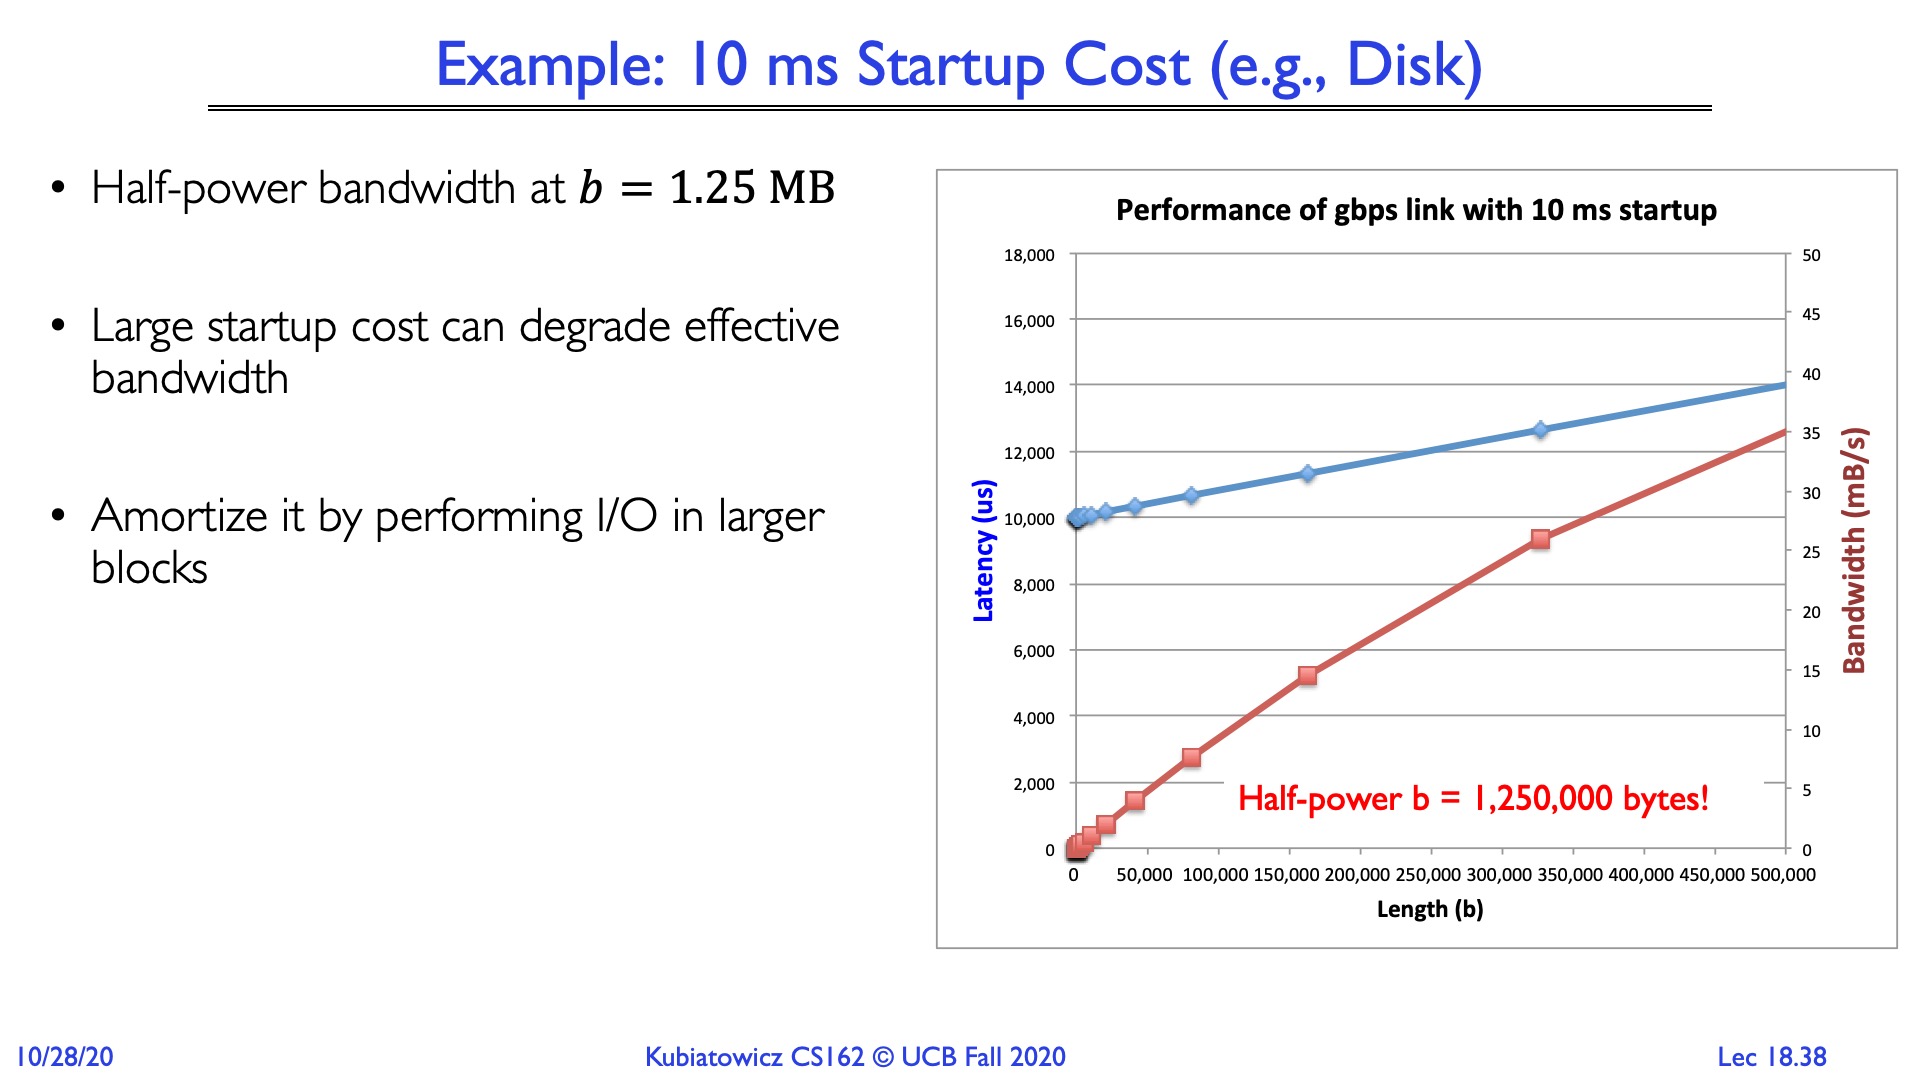 Example: 10 ms Startup Cost (e.g., Disk)
• Half-power bandwidth at b = 1.25 MB
• Large startup cost can degrade effective
bandwidth
• Amortize it by performing I/O in larger
blocks
Performance of gbps link with 10 ms startup
Latency (us)
18,000
16,000
14,000
12,000
10,000
8,000
6,000
4,000
2,000
0
50
45
40
35
30
25
20
15
10
5
0
Bandwidth (mB/s)
Half-power b = 1,250,000 bytes!
0 50,000 100,000 150,000 200,000 250,000 300,000 350,000 400,000 450,000 500,000
Length (b)
10/28/20
Kubiatowicz CS162 © UCB Fall 2020
Lec 18.38